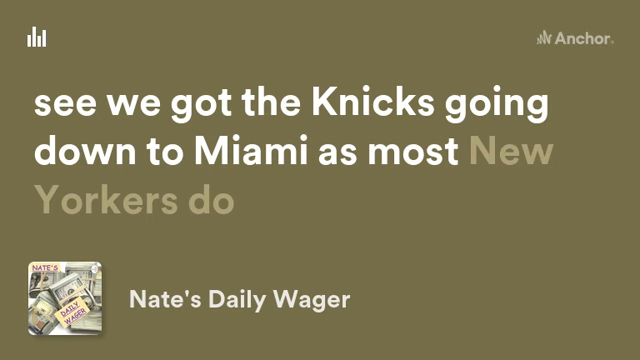 Anchor
see we got the Knicks going
down to Miami as most New
Yorkers do
NATE'S
DAILY
WAGER
Nate's Daily Wager